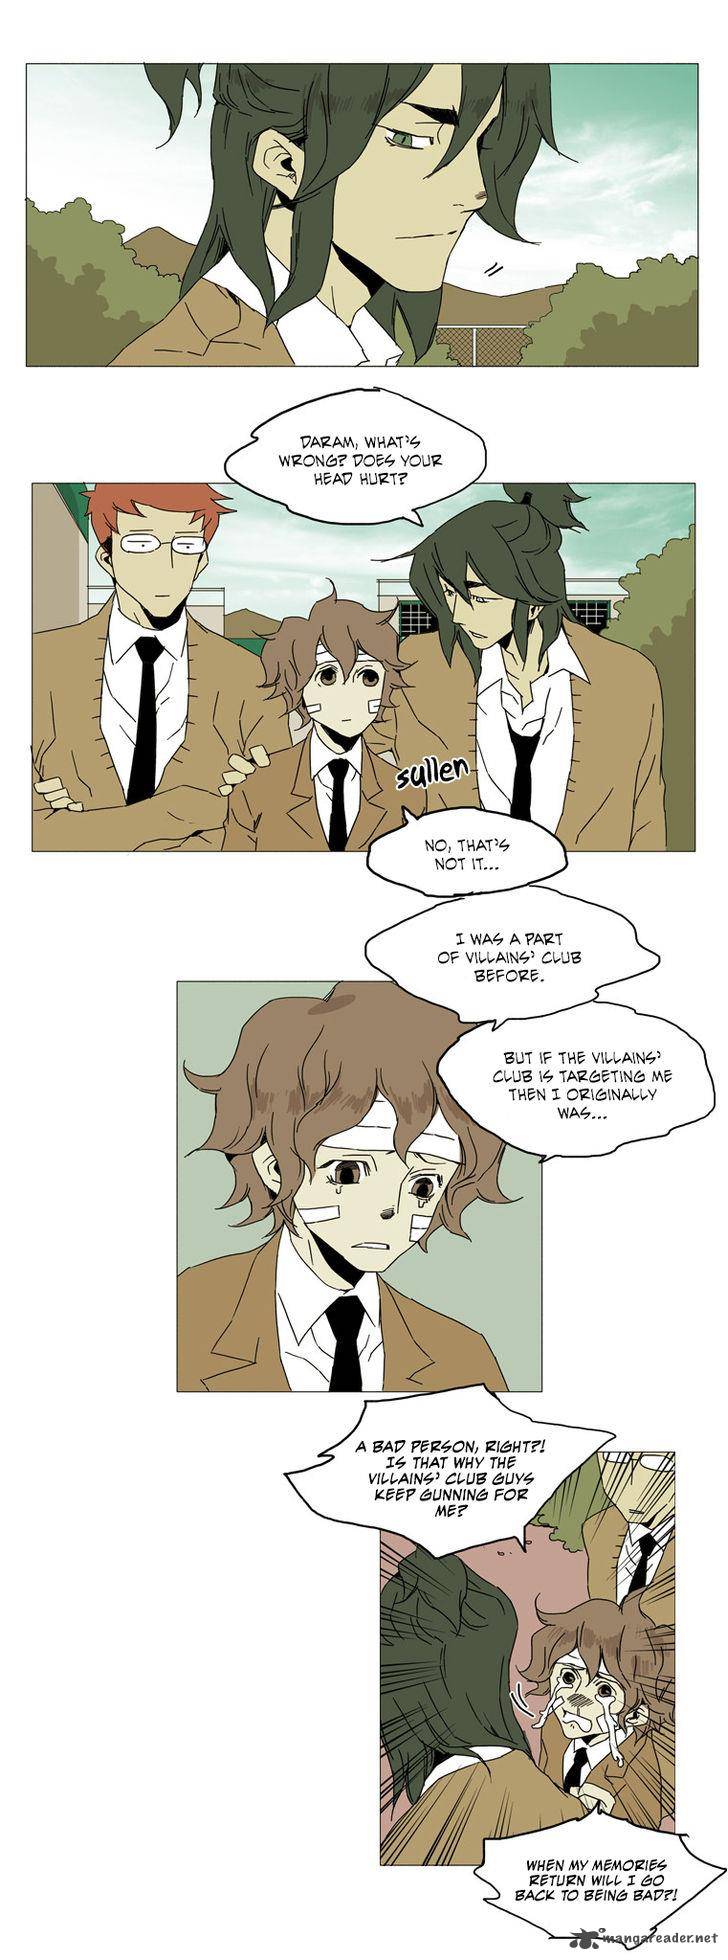 DARAM, WHAT'S
WRONG? DOES YOUR
HEAD HURT?
sullen
NO, THAT'S
NOT IT...
I WAS A PART
OF VILLAINS' CLUB
BEFORE.
BUT IF THE VILLAINS'
CLUB IS TARGETING ME
THEN I ORIGINALLY
WAS...
A BAD PERSON, RIGHT?!
IS THAT WHY THE
VILLAINS' CLUB GUYS
KEEP GUNNING FOR
ME?
WHEN MY MEMORIES
RETURN WILL I GO
BACK TO BEING BAD?!
mangareader.net